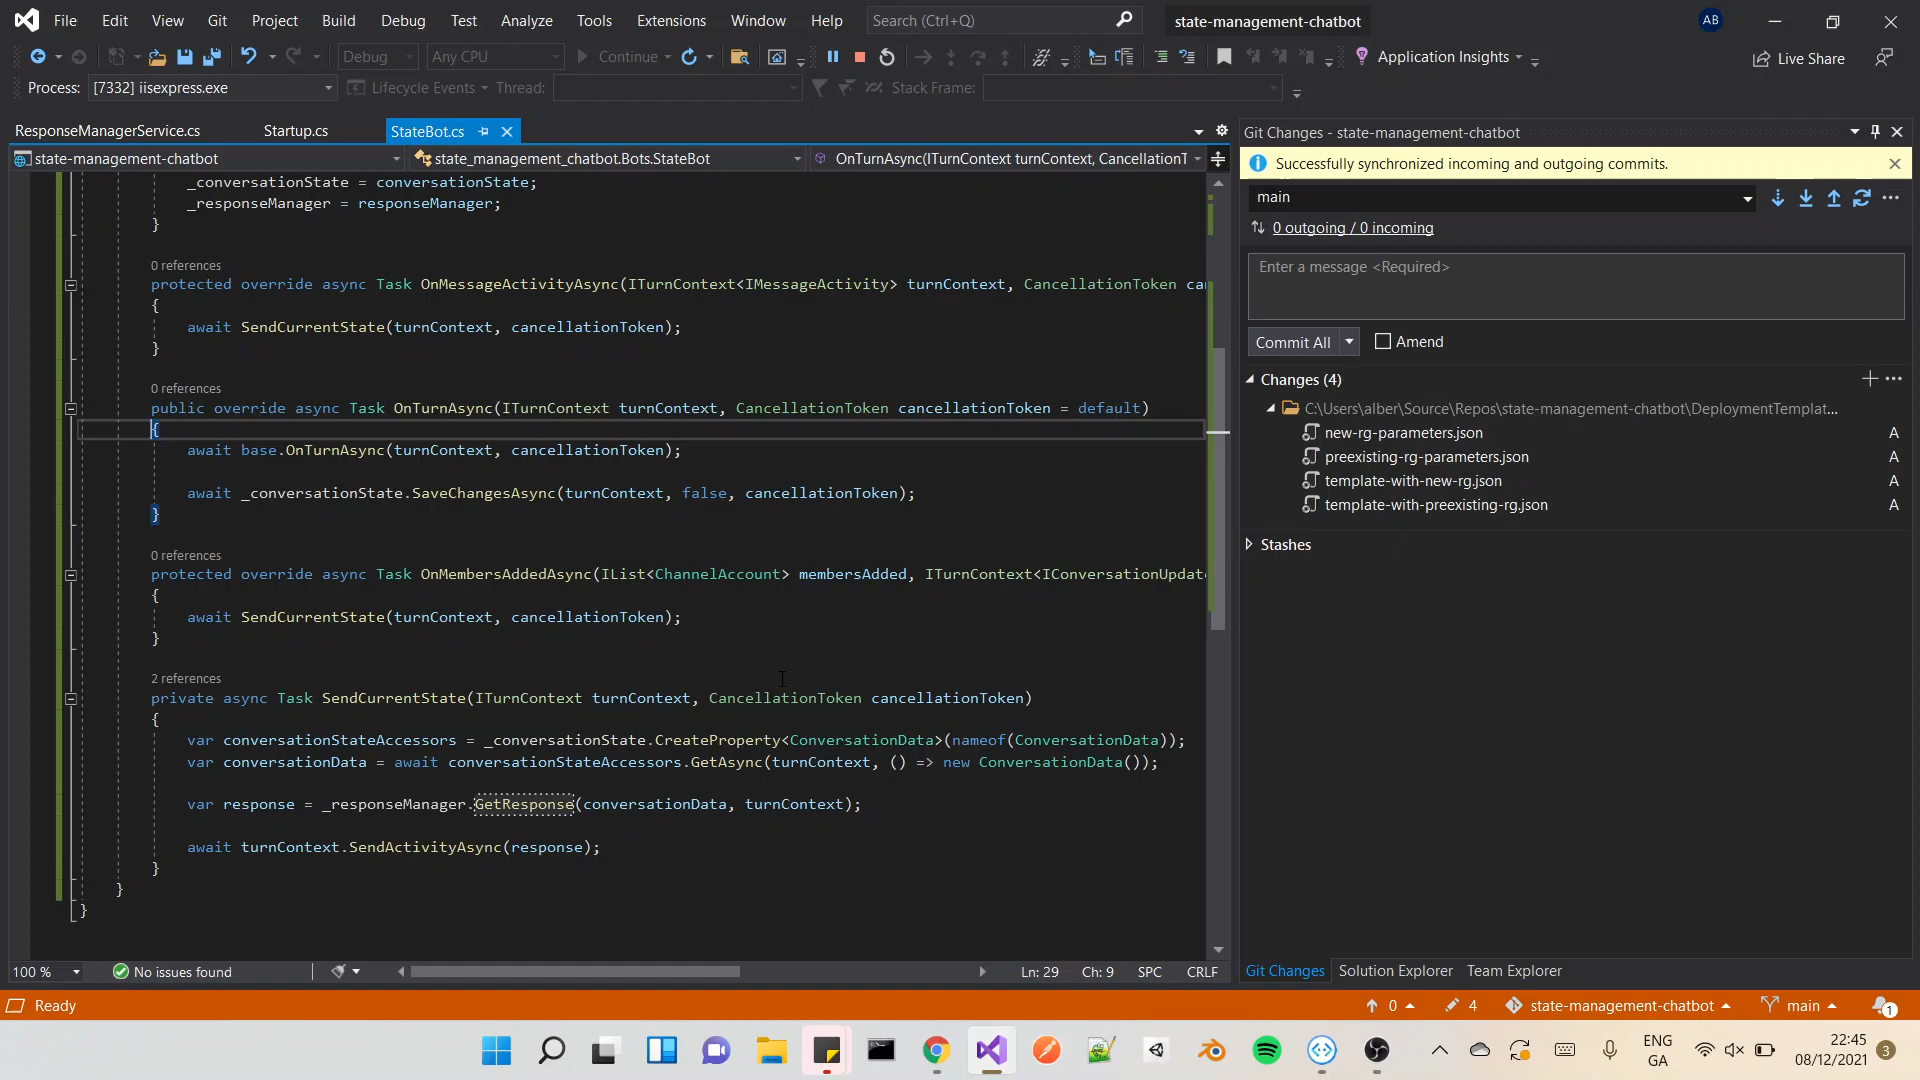 File Edit View Git Project Build Debug Test Analyze Tools Extensions Window Help Search (Ctrl+Q) state-management-chatbot AB
Debug Any CPU Continue Application Insights Live Share
Process: [7332] iisexpress.exe Lifecycle Events Thread: Stack Frame:
ResponseManagerService.cs Startup.cs StateBot.cs
state-management-chatbot state_management_chatbot.Bots.StateBot OnTurnAsync(ITurnContext turnContext, CancellationT
_conversationState = conversationState;
_responseManager = responseManager;
}
0 references
protected override async Task OnMessageActivityAsync(ITurnContext<IMessageActivity> turnContext, CancellationToken can
{
await SendCurrentState(turnContext, cancellationToken);
}
0 references
public override async Task OnTurnAsync(ITurnContext turnContext, CancellationToken cancellationToken = default)
{
await base.OnTurnAsync(turnContext, cancellationToken);
await _conversationState.SaveChangesAsync(turnContext, false, cancellationToken);
}
0 references
protected override async Task OnMembersAddedAsync(IList<ChannelAccount> membersAdded, ITurnContext<IConversationUpdat
{
await SendCurrentState(turnContext, cancellationToken);
}
2 references
private async Task SendCurrentState(ITurnContext turnContext, CancellationToken cancellationToken)
{
var conversationStateAccessors = _conversationState.CreateProperty<ConversationData>(nameof(ConversationData));
var conversationData = await conversationStateAccessors.GetAsync(turnContext, () => new ConversationData());
var response = _responseManager.GetResponse(conversationData, turnContext);
await turnContext.SendActivityAsync(response);
}
}
}
100 % No issues found Ln: 29 Ch: 9 SPC CRLF
Git Changes - state-management-chatbot
Successfully synchronized incoming and outgoing commits.
main
0 outgoing / 0 incoming
Enter a message <Required>
Commit All Amend
Changes (4)
C:\Users\alber\Source\Repos\state-management-chatbot\DeploymentTemplat...
new-rg-parameters.json A
preexisting-rg-parameters.json A
template-with-new-rg.json A
template-with-preexisting-rg.json A
Stashes
Git Changes Solution Explorer Team Explorer
Ready 0 4 state-management-chatbot main 1
ENG 22:45
GA 08/12/2021 3